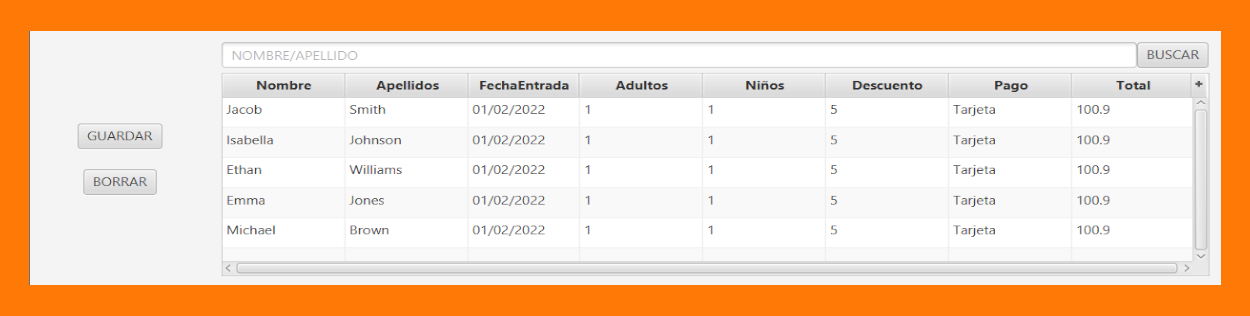 NOMBRE/APELLIDO BUSCAR
Nombre Apellidos FechaEntrada Adultos Niños Descuento Pago Total +
Jacob Smith 01/02/2022 1 1 5 Tarjeta 100.9
GUARDAR
Isabella Johnson 01/02/2022 1 1 5 Tarjeta 100.9
Ethan Williams 01/02/2022 1 1 5 Tarjeta 100.9
BORRAR
Emma Jones 01/02/2022 1 1 5 Tarjeta 100.9
Michael Brown 01/02/2022 1 1 5 Tarjeta 100.9